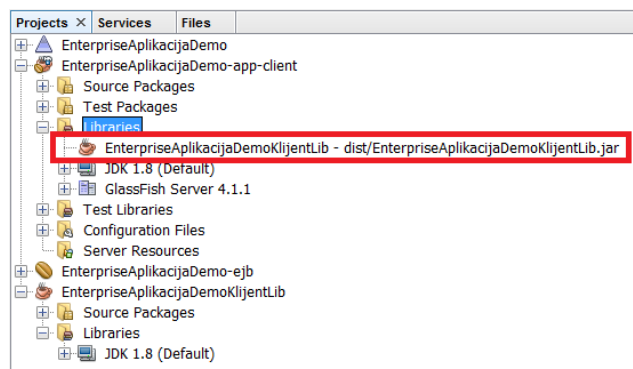 Projects × Services Files
EnterpriseAplikacijaDemo
EnterpriseAplikacijaDemo-app-client
Source Packages
Test Packages
Libraries
EnterpriseAplikacijaDemoKlijentLib - dist/EnterpriseAplikacijaDemoKlijentLib.jar
JDK 1.8 (Default)
GlassFish Server 4.1.1
Test Libraries
Configuration Files
Server Resources
EnterpriseAplikacijaDemo-ejb
EnterpriseAplikacijaDemoKlijentLib
Source Packages
Libraries
JDK 1.8 (Default)